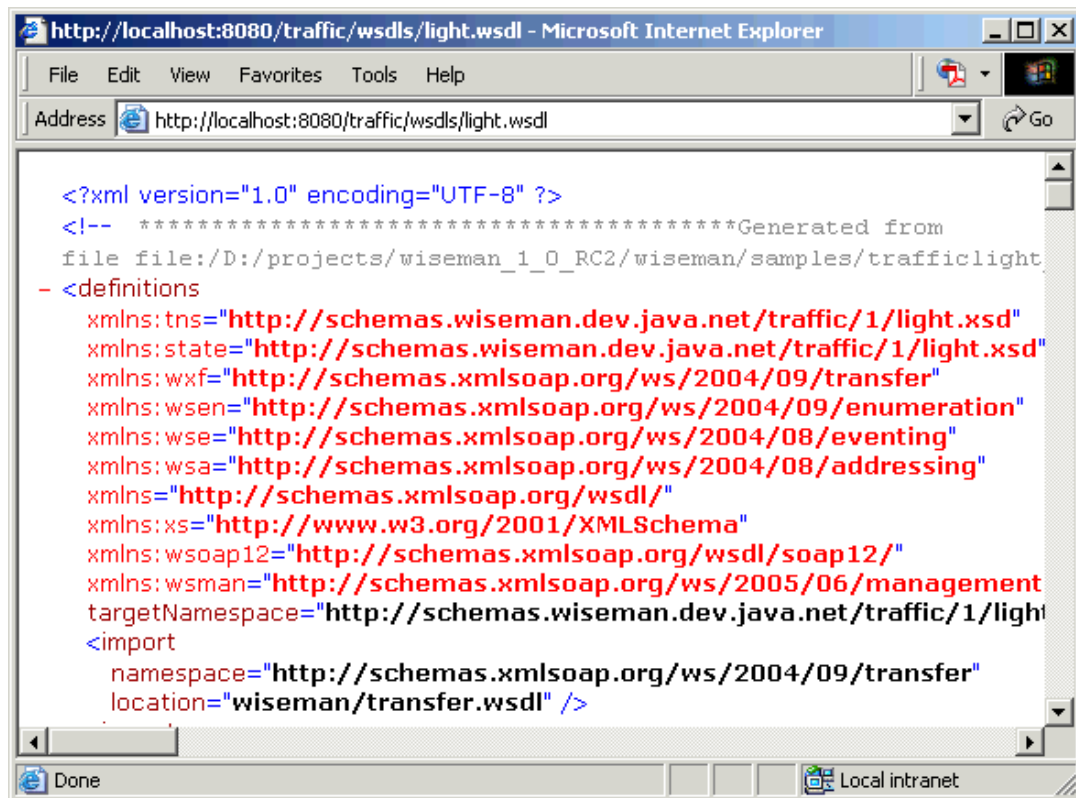 http://localhost:8080/traffic/wsdls/light.wsdl - Microsoft Internet Explorer
File Edit View Favorites Tools Help
Address http://localhost:8080/traffic/wsdls/light.wsdl Go
<?xml version="1.0" encoding="UTF-8" ?>
<!-- *****************************************Generated from
file file:/D:/projects/wiseman_1_0_RC2/wiseman/samples/trafficlight_
- <definitions
xmlns:tns="http://schemas.wiseman.dev.java.net/traffic/1/light.xsd"
xmlns:state="http://schemas.wiseman.dev.java.net/traffic/1/light.xsd"
xmlns:wxf="http://schemas.xmlsoap.org/ws/2004/09/transfer"
xmlns:wsen="http://schemas.xmlsoap.org/ws/2004/09/enumeration"
xmlns:wse="http://schemas.xmlsoap.org/ws/2004/08/eventing"
xmlns:wsa="http://schemas.xmlsoap.org/ws/2004/08/addressing"
xmlns="http://schemas.xmlsoap.org/wsdl/"
xmlns:xs="http://www.w3.org/2001/XMLSchema"
xmlns:wsoap12="http://schemas.xmlsoap.org/wsdl/soap12/"
xmlns:wsman="http://schemas.xmlsoap.org/ws/2005/06/management
targetNamespace="http://schemas.wiseman.dev.java.net/traffic/1/light
<import
namespace="http://schemas.xmlsoap.org/ws/2004/09/transfer"
location="wiseman/transfer.wsdl" />
Done Local intranet